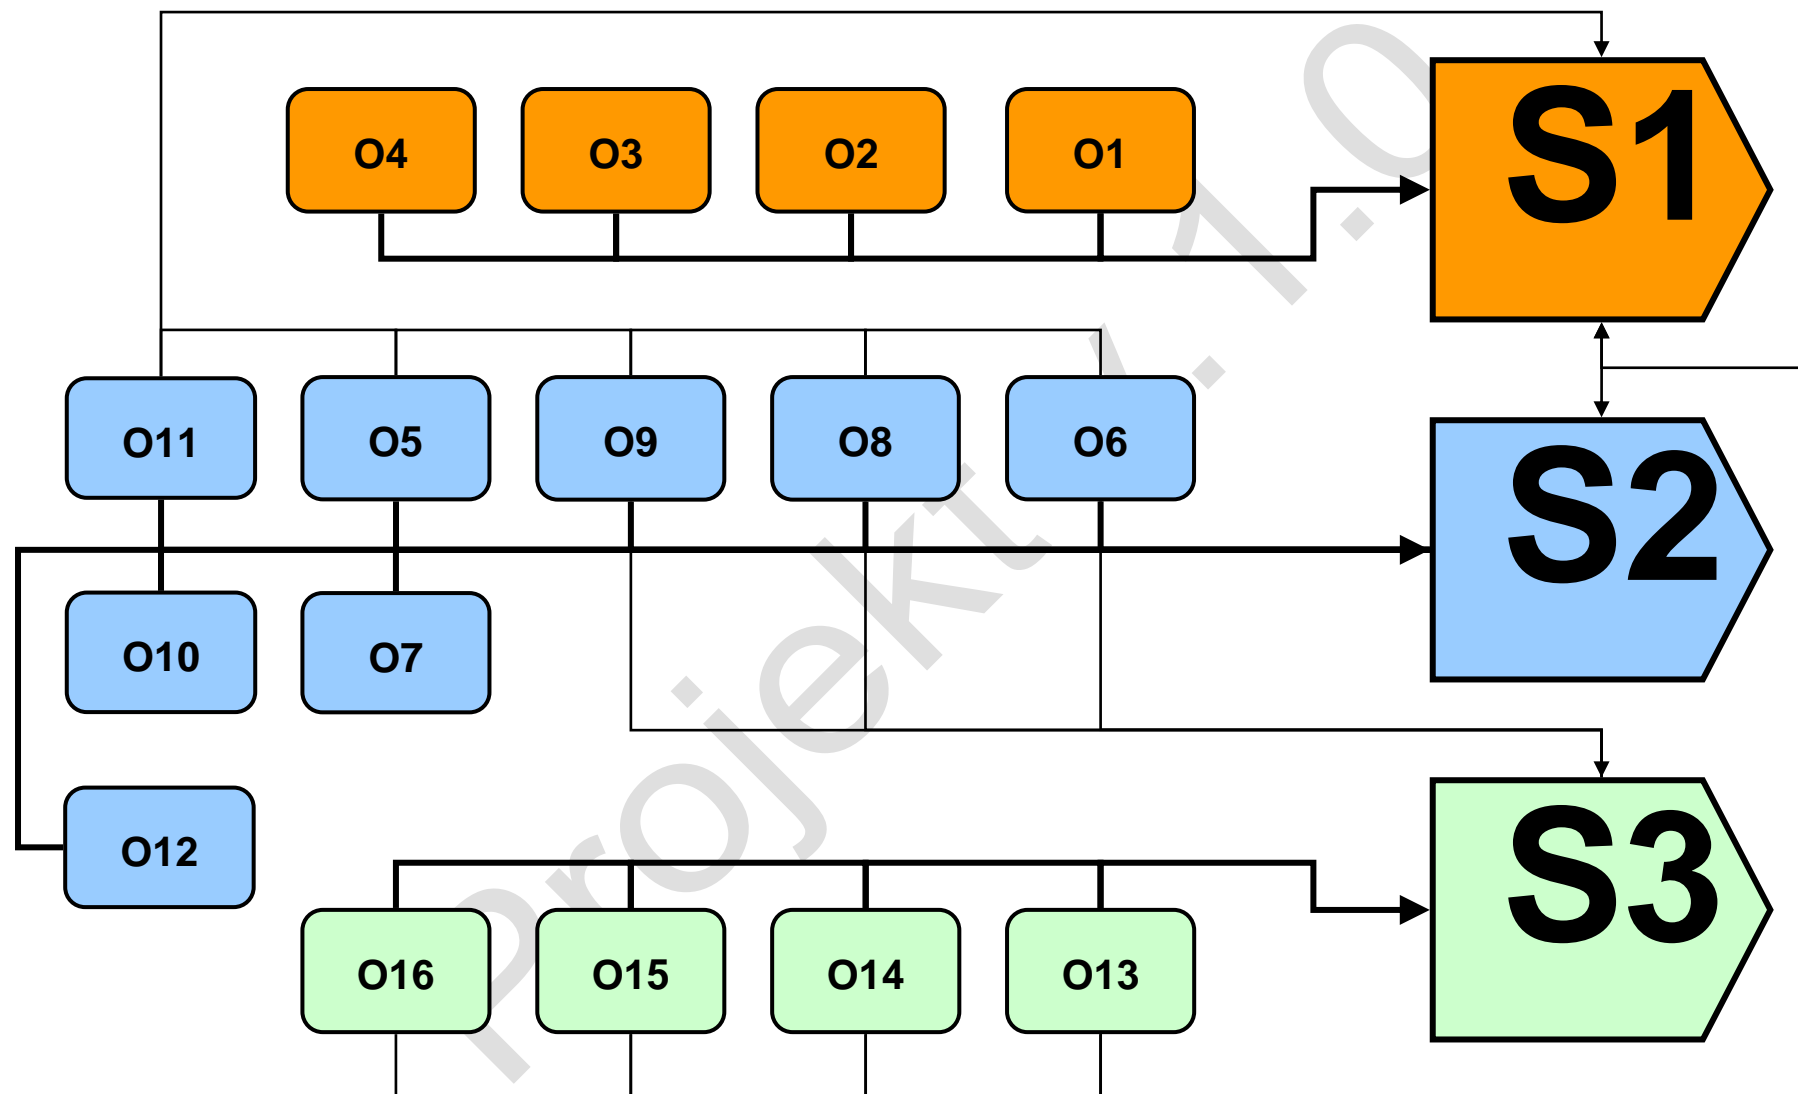 O4 O3 O2 O1 S1
O11 O5 O9 O8 O6 S2
O10 O7
O12 S3
O16 O15 O14 O13
Projekt v.1.0